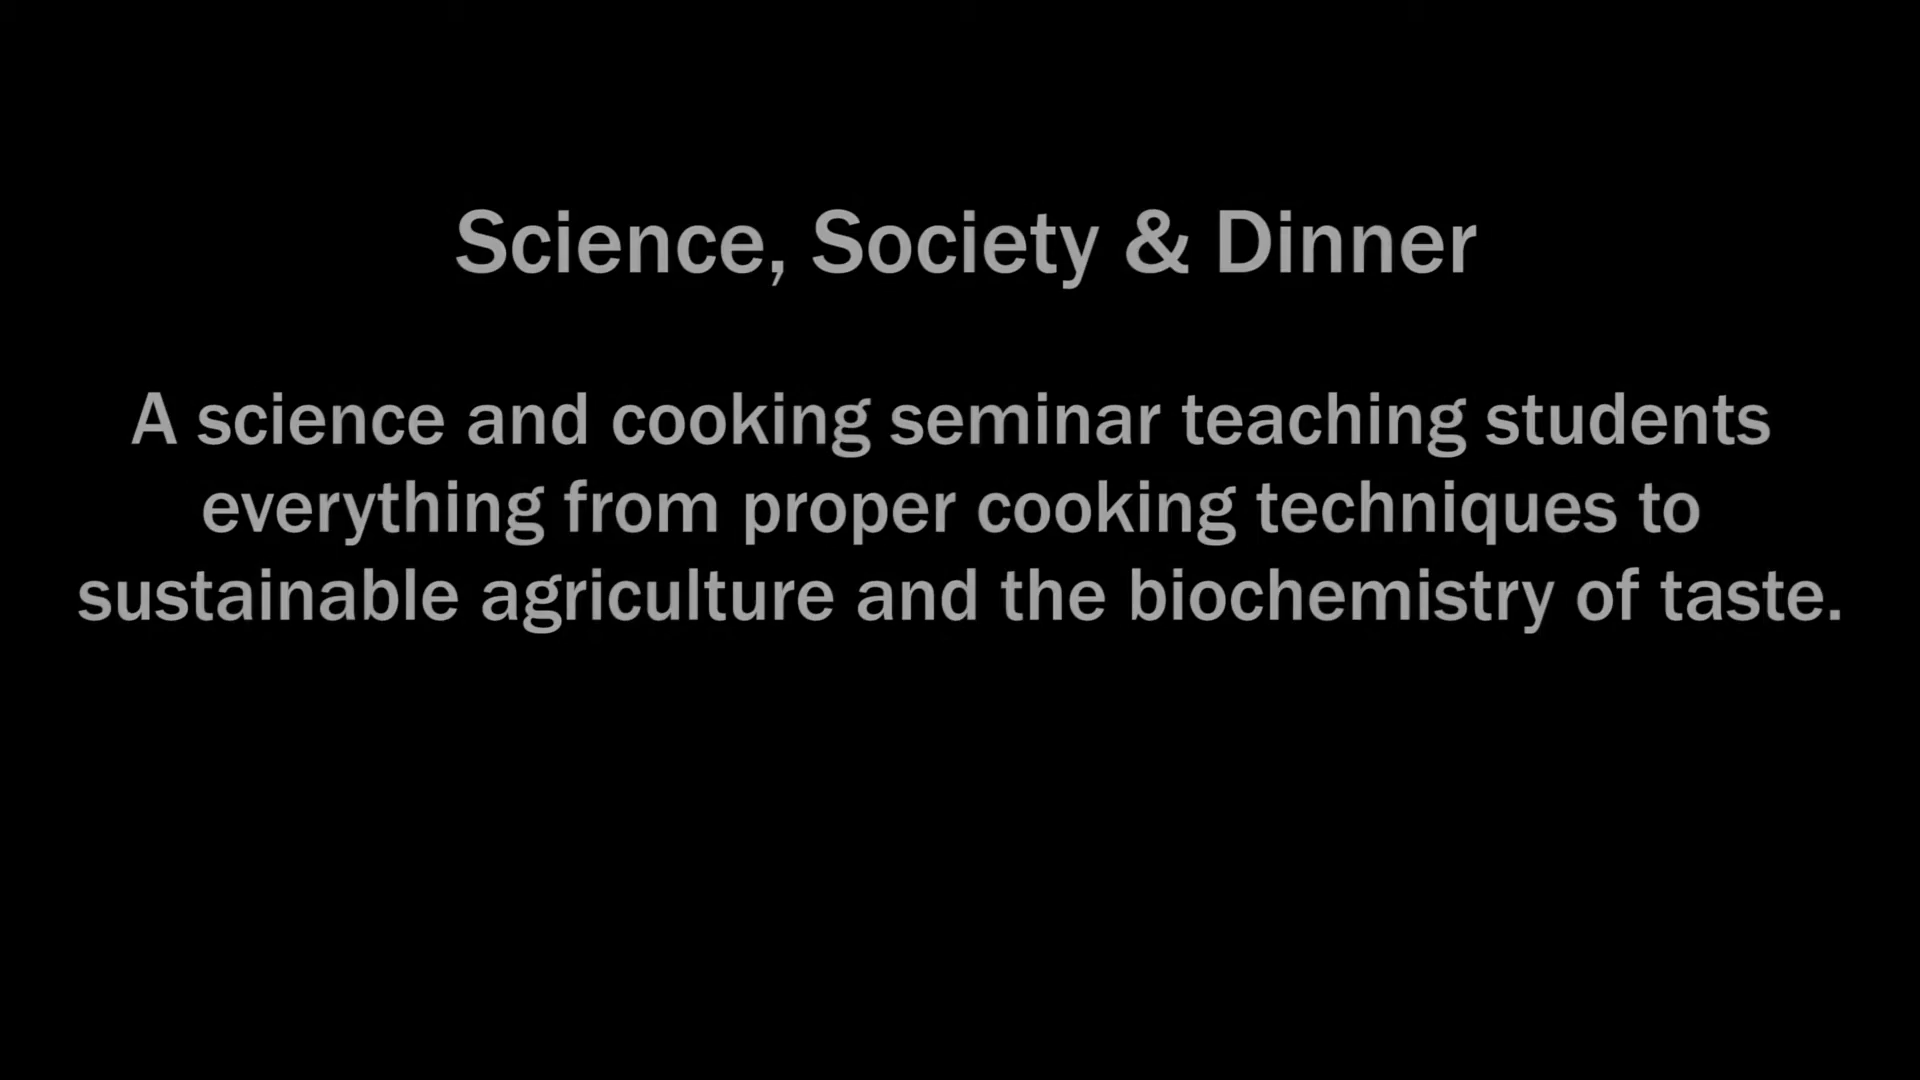 Science, Society & Dinner
A science and cooking seminar teaching students
everything from proper cooking techniques to
sustainable agriculture and the biochemistry of taste.